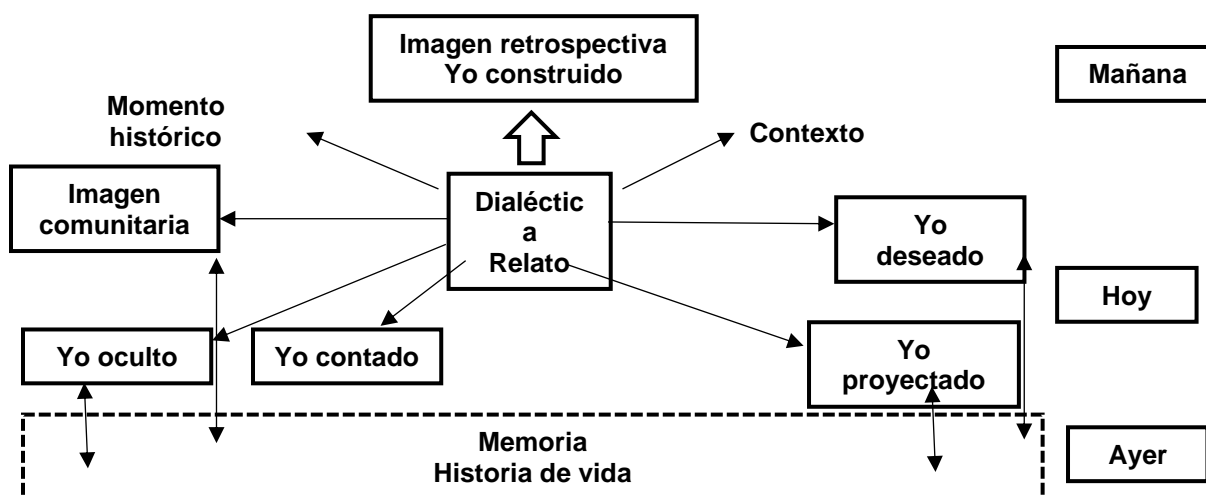 Imagen retrospectiva
Yo construido
Mañana
Momento
histórico
Contexto
Imagen
comunitaria
Dialéctic
a
Relato
Yo
deseado
Hoy
Yo oculto
Yo contado
Yo
proyectado
Memoria
Historia de vida
Ayer